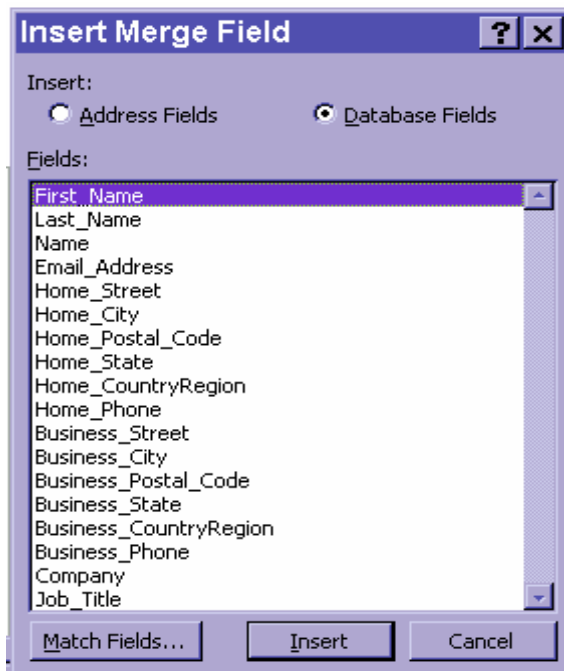 Insert Merge Field ? ×
Insert:
Address Fields Database Fields
Fields:
First_Name
Last_Name
Name
Email_Address
Home_Street
Home_City
Home_Postal_Code
Home_State
Home_CountryRegion
Home_Phone
Business_Street
Business_City
Business_Postal_Code
Business_State
Business_CountryRegion
Business_Phone
Company
Job_Title
Match Fields... Insert Cancel